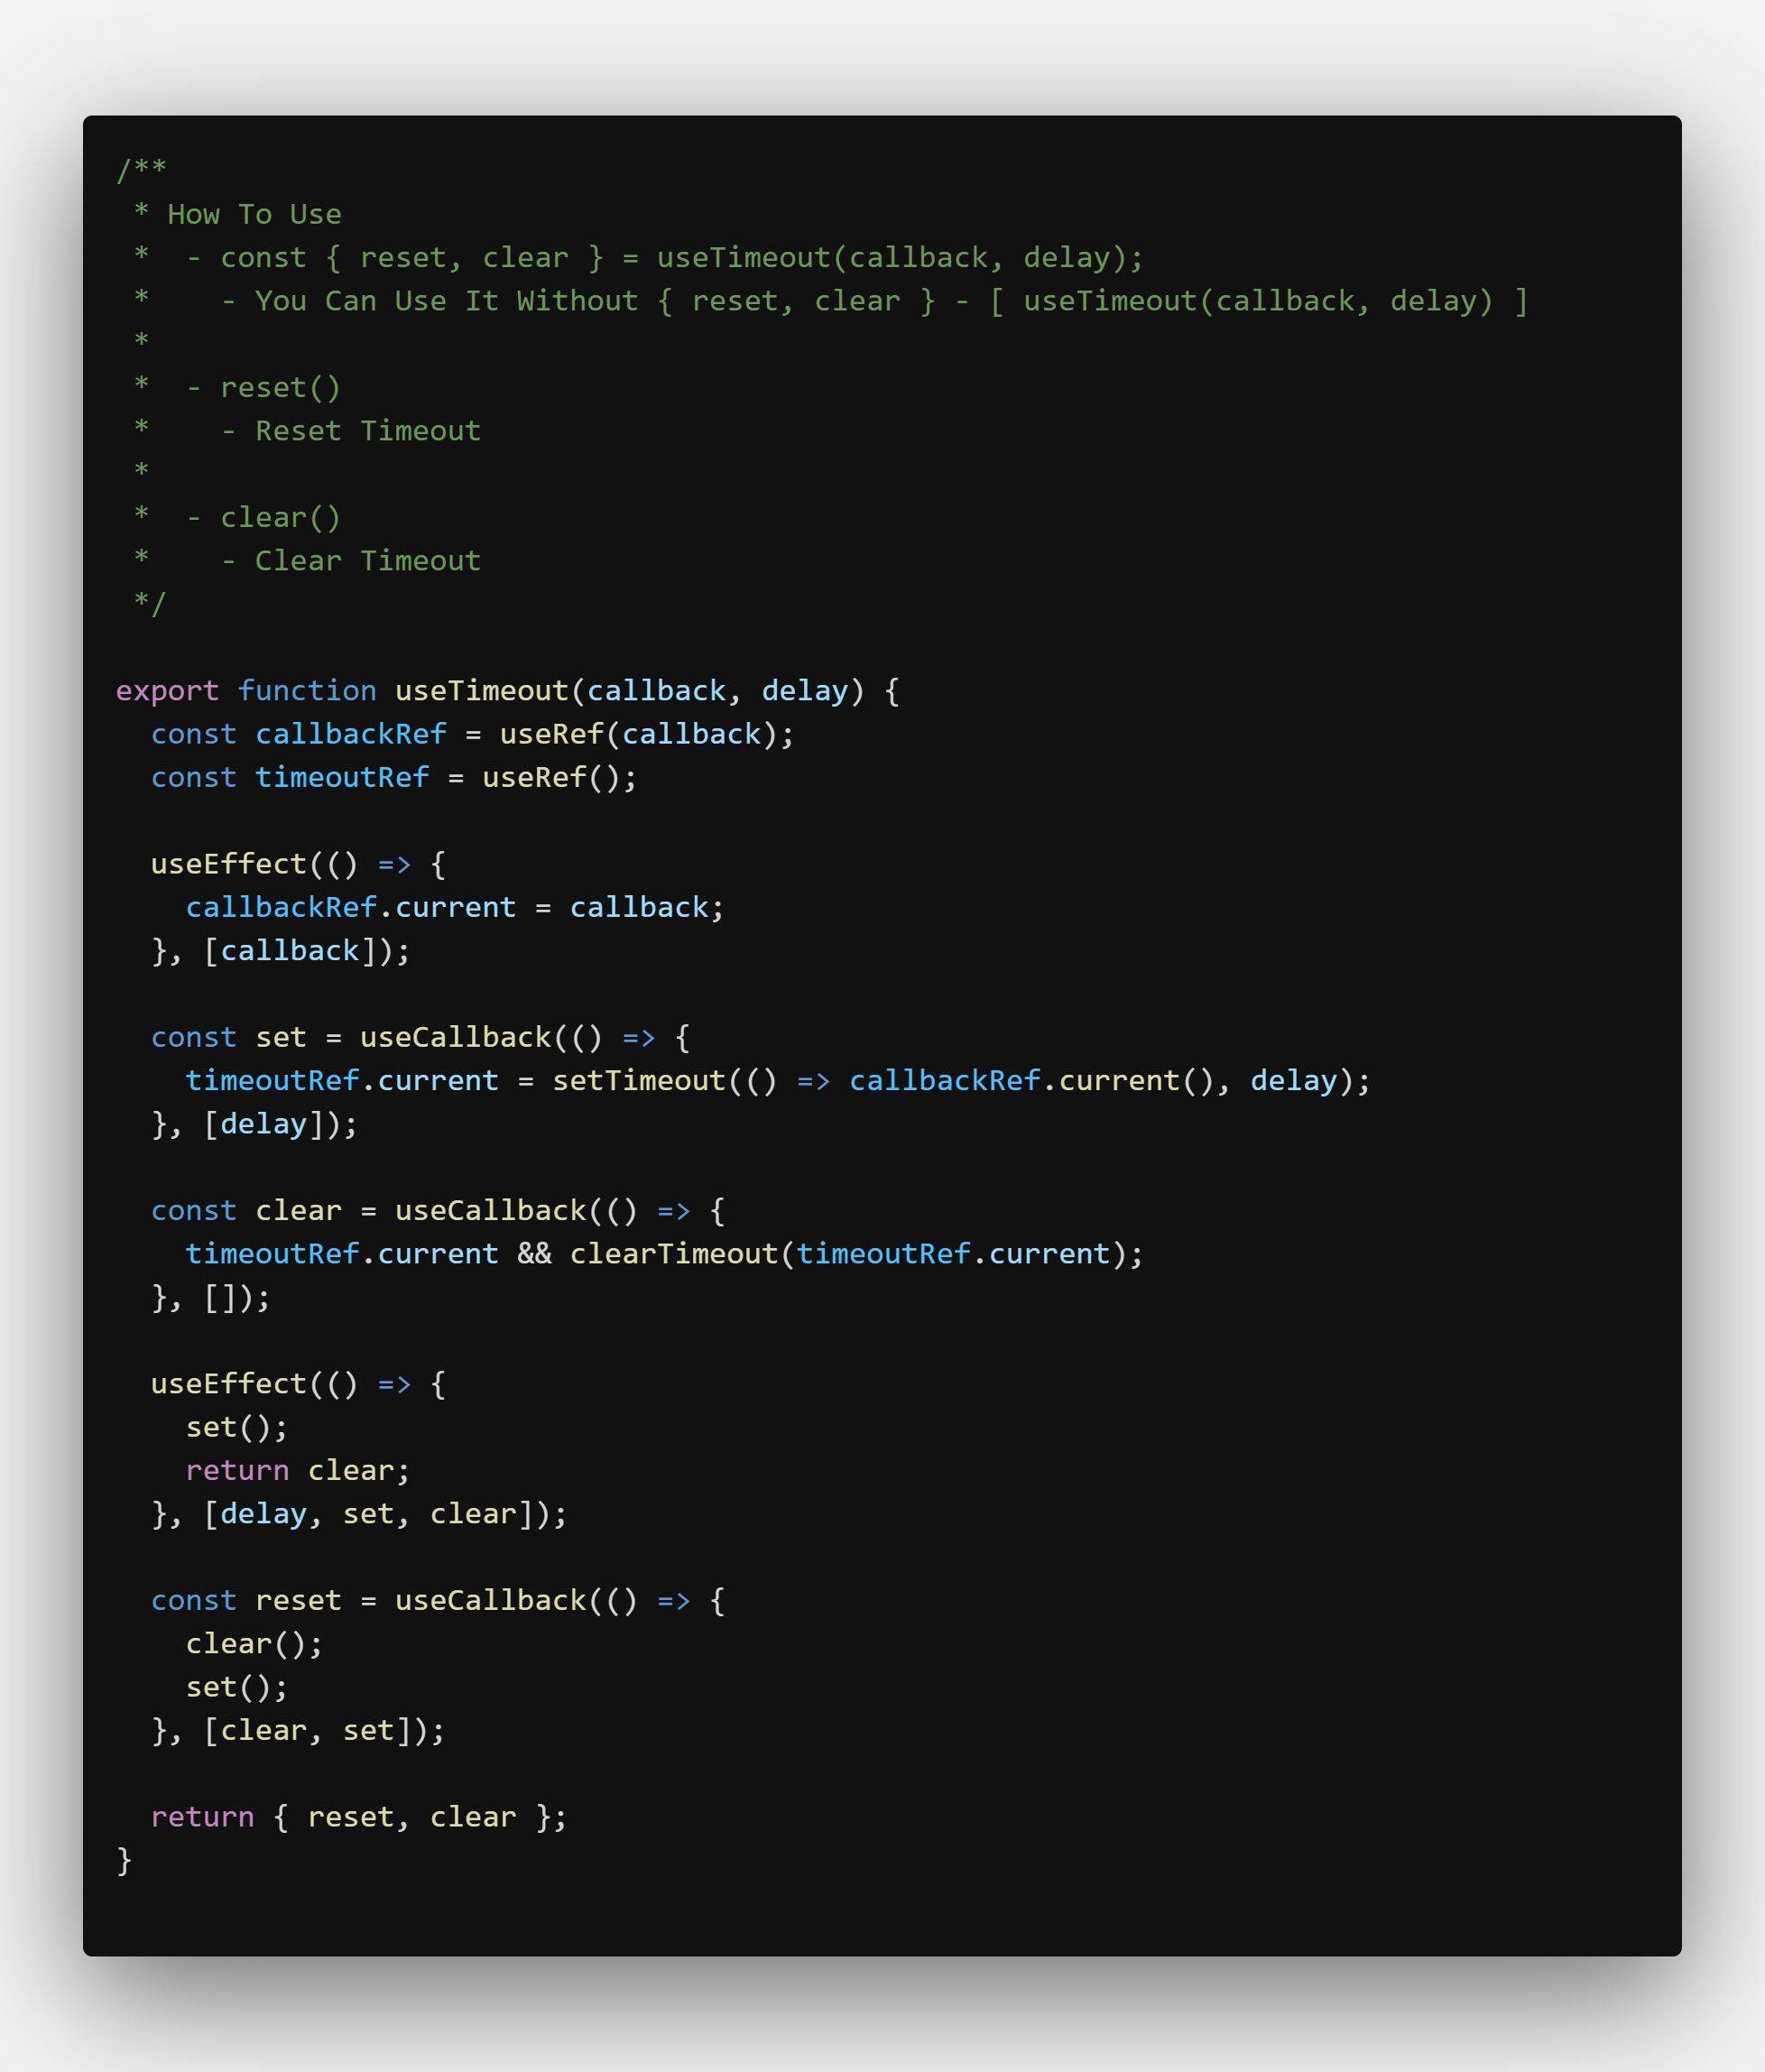 /**
 * How To Use
 *  - const { reset, clear } = useTimeout(callback, delay);
 *    - You Can Use It Without { reset, clear } - [ useTimeout(callback, delay) ]
 *
 *  - reset()
 *    - Reset Timeout
 *
 *  - clear()
 *    - Clear Timeout
 */

export function useTimeout(callback, delay) {
  const callbackRef = useRef(callback);
  const timeoutRef = useRef();

  useEffect(() => {
    callbackRef.current = callback;
  }, [callback]);

  const set = useCallback(() => {
    timeoutRef.current = setTimeout(() => callbackRef.current(), delay);
  }, [delay]);

  const clear = useCallback(() => {
    timeoutRef.current && clearTimeout(timeoutRef.current);
  }, []);

  useEffect(() => {
    set();
    return clear;
  }, [delay, set, clear]);

  const reset = useCallback(() => {
    clear();
    set();
  }, [clear, set]);

  return { reset, clear };
}